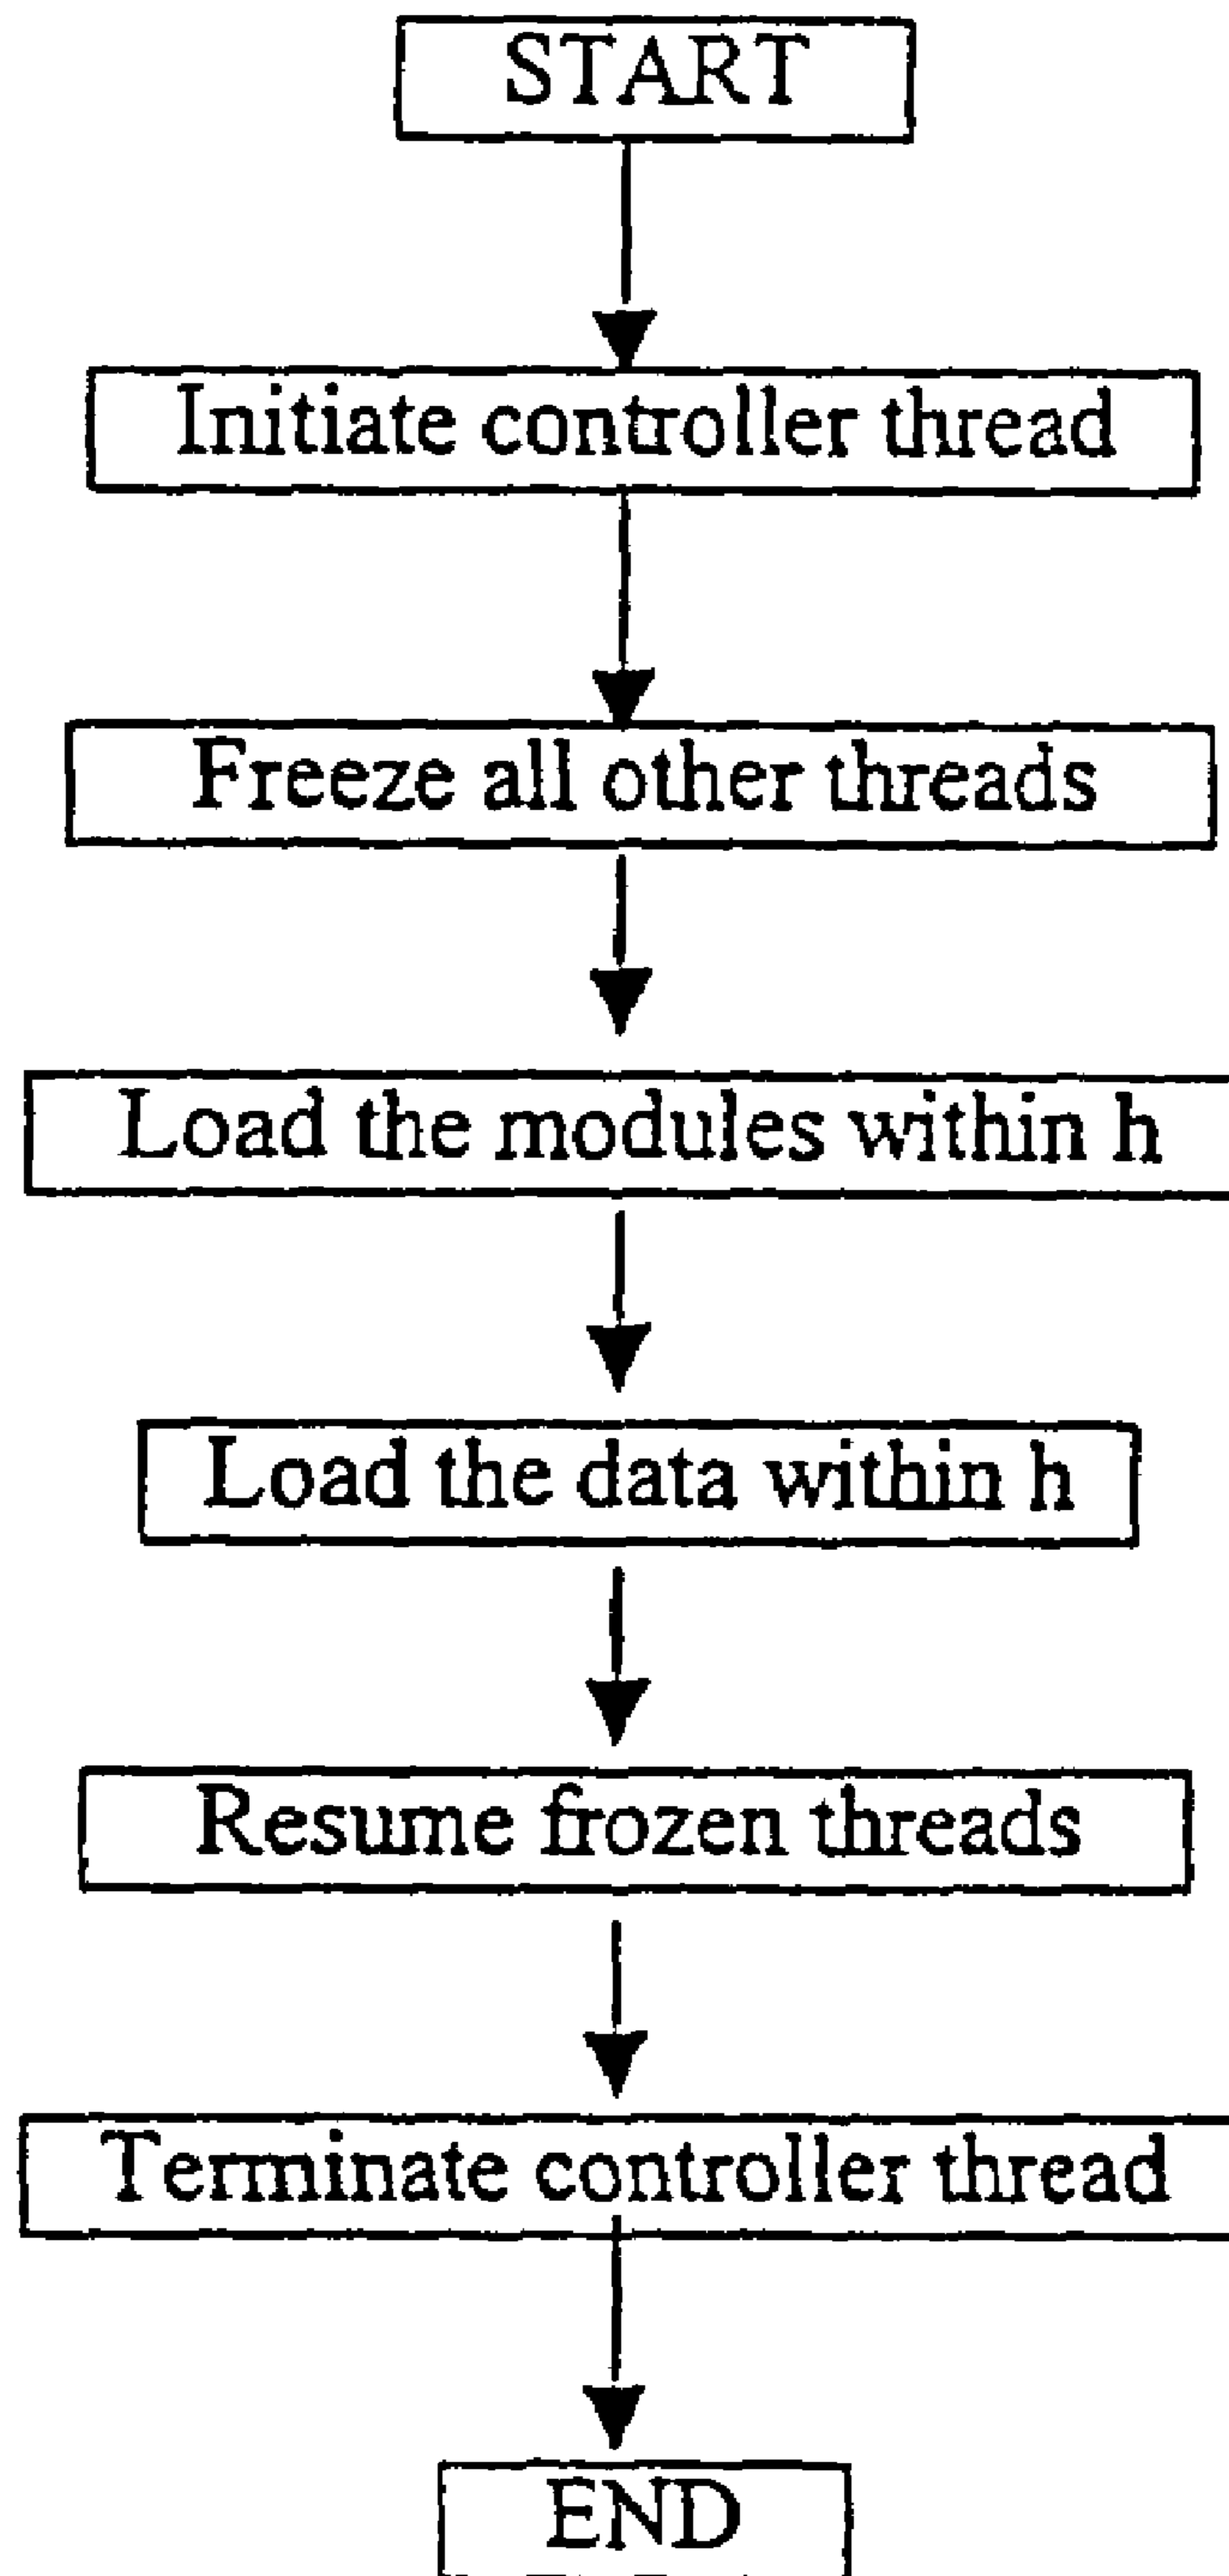 START
Initiate controller thread
Freeze all other threads
Load the modules within h
Load the data within h
Resume frozen threads
Terminate controller thread
END